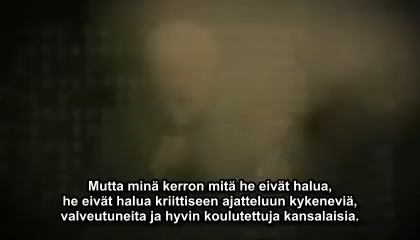 Mutta minä kerron mitä he eivät halua,
he eivät halua kriittiseen ajatteluun kykeneviä,
valveutuneita ja hyvin koulutettuja kansalaisia.